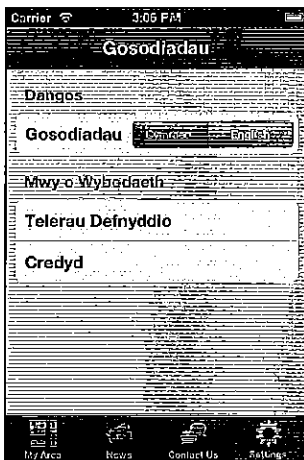 Carrier 3:05 PM
Gosodiadau
Dangos
Gosodiadau Cymraeg English
Mwy o Wybodaeth
Telerau Defnyddio
Credyd
My Area News Contact Us Settings